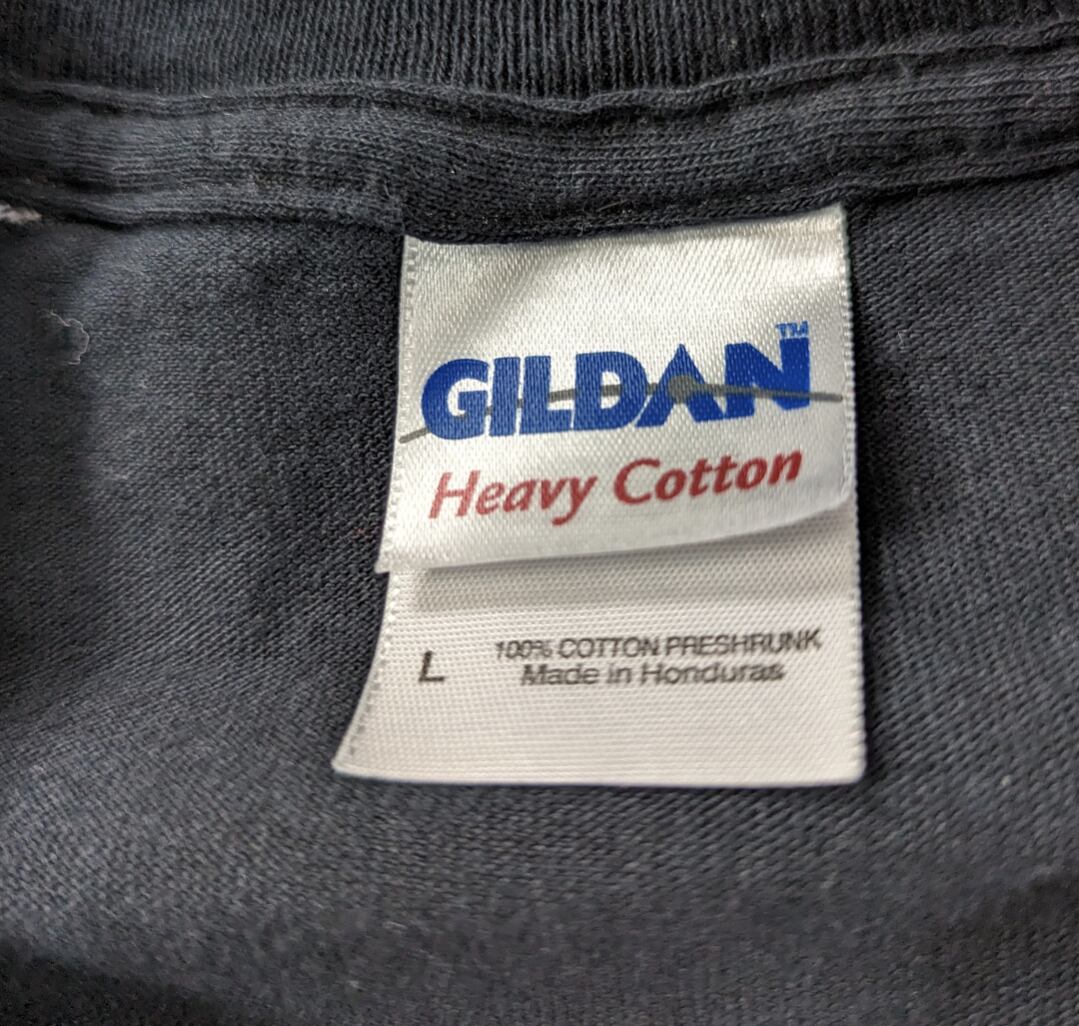 GILDAN™
Heavy Cotton
L 100% COTTON PRESHRUNK
Made in Honduras